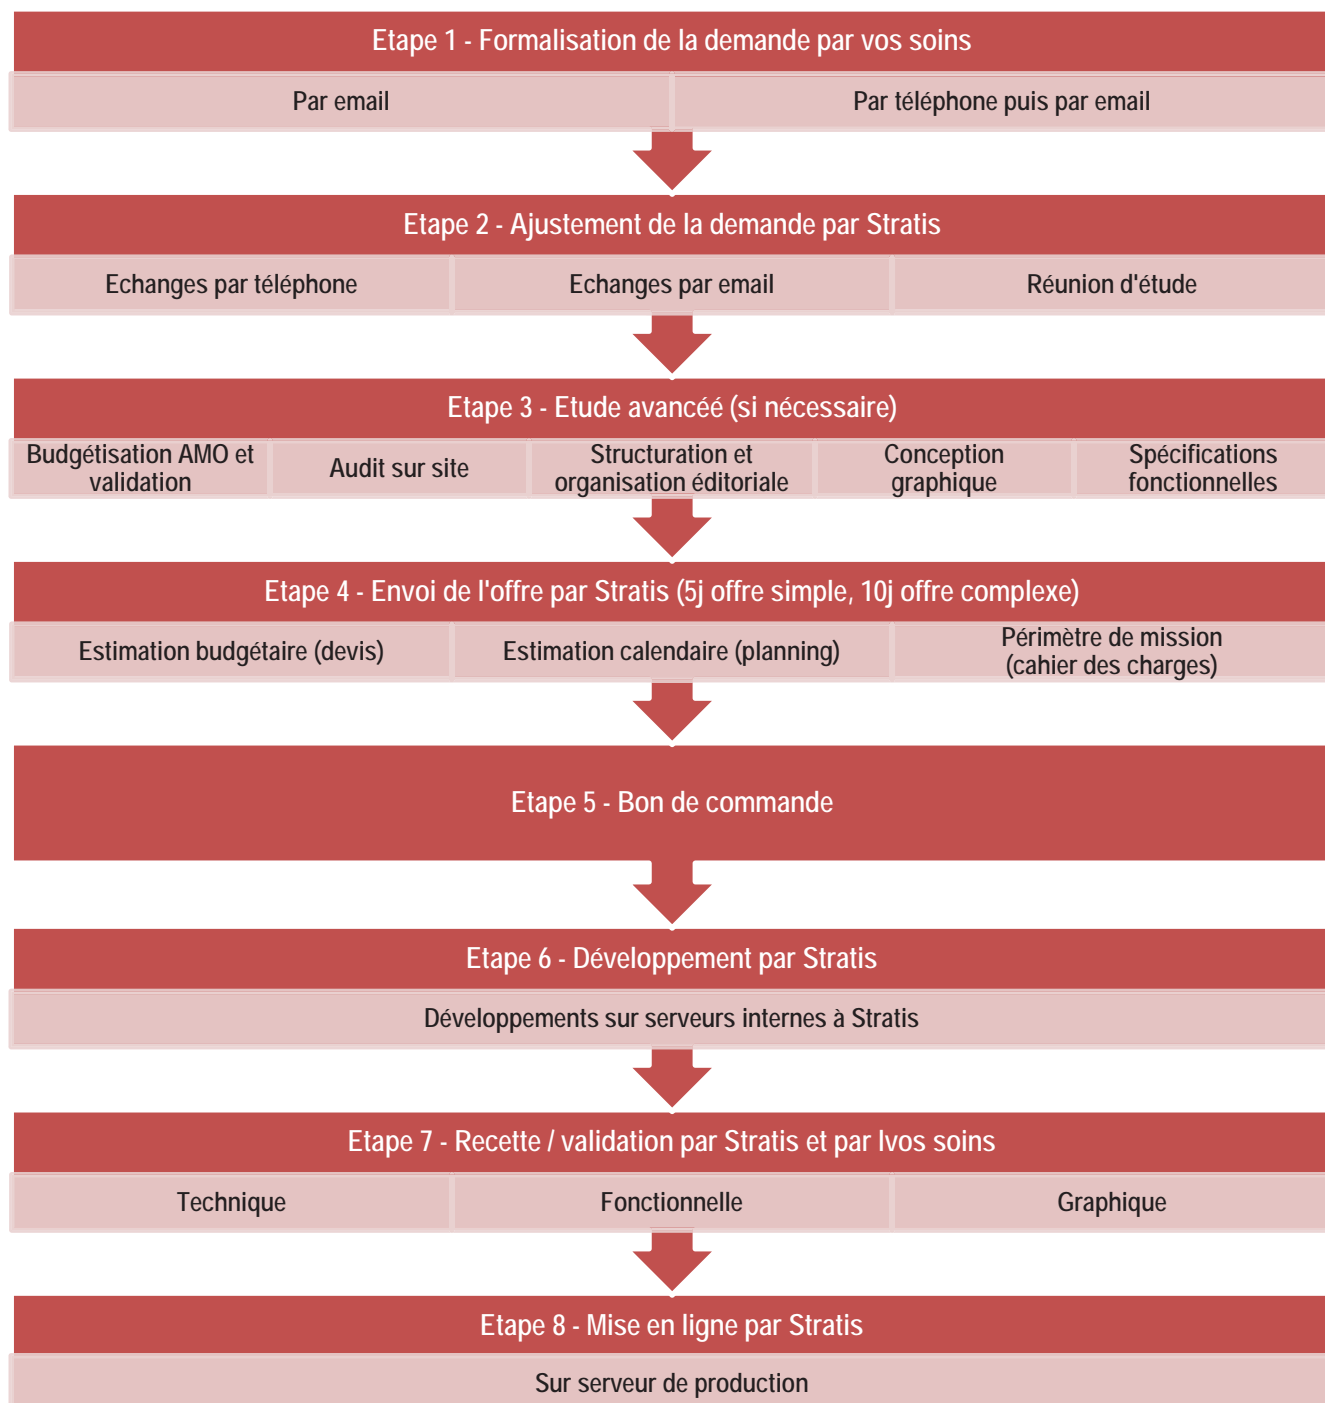 Etape 1 - Formalisation de la demande par vos soins
Par email
Par téléphone puis par email
Etape 2 - Ajustement de la demande par Stratis
Echanges par téléphone
Echanges par email
Réunion d'étude
Etape 3 - Etude avancéé (si nécessaire)
Budgétisation AMO et
validation
Audit sur site
Structuration et
organisation éditoriale
Conception
graphique
Spécifications
fonctionnelles
Etape 4 - Envoi de l'offre par Stratis (5j offre simple, 10j offre complexe)
Estimation budgétaire (devis)
Estimation calendaire (planning)
Périmètre de mission
(cahier des charges)
Etape 5 - Bon de commande
Etape 6 - Développement par Stratis
Développements sur serveurs internes à Stratis
Etape 7 - Recette / validation par Stratis et par lvos soins
Technique
Fonctionnelle
Graphique
Etape 8 - Mise en ligne par Stratis
Sur serveur de production